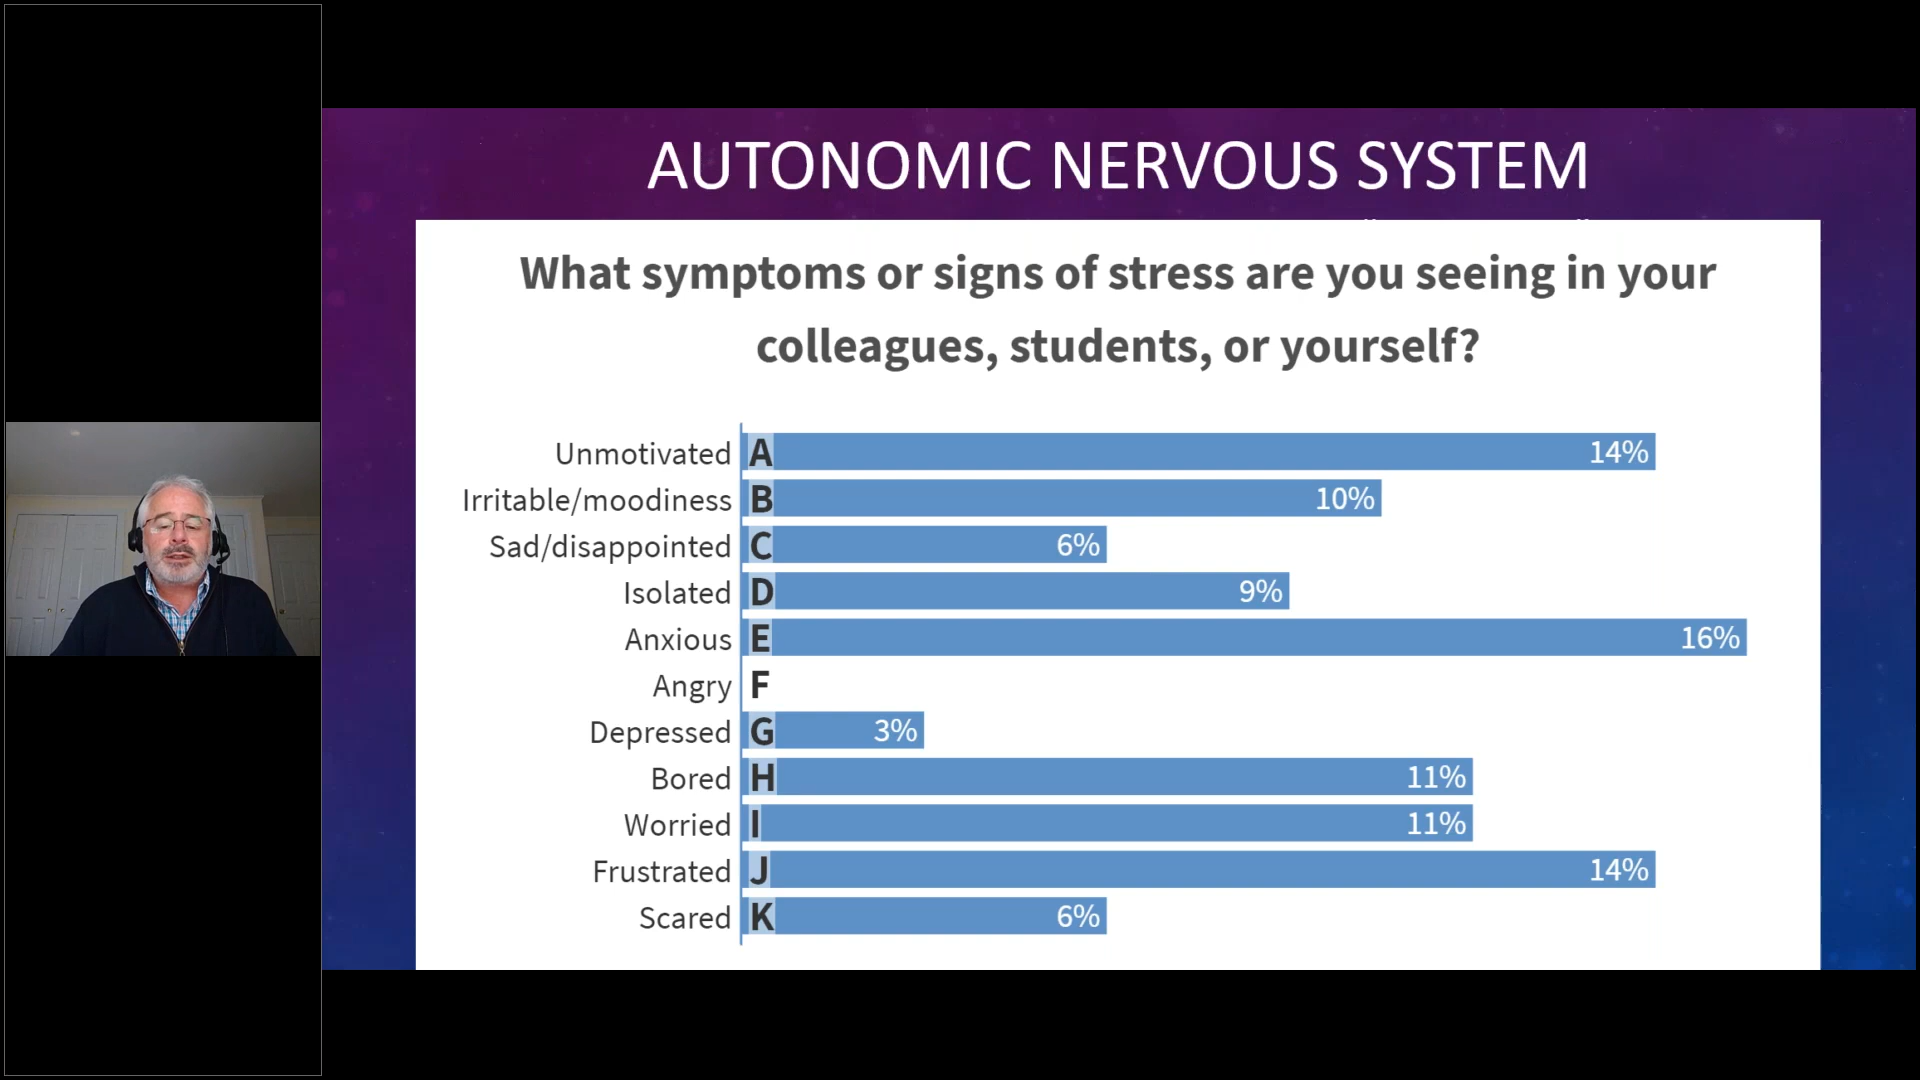 AUTONOMIC NERVOUS SYSTEM
What symptoms or signs of stress are you seeing in your
colleagues, students, or yourself?
Unmotivated A 14%
Irritable/moodiness B 10%
Sad/disappointed C 6%
Isolated D 9%
Anxious E 16%
Angry F
Depressed G 3%
Bored H 11%
Worried I 11%
Frustrated J 14%
Scared K 6%